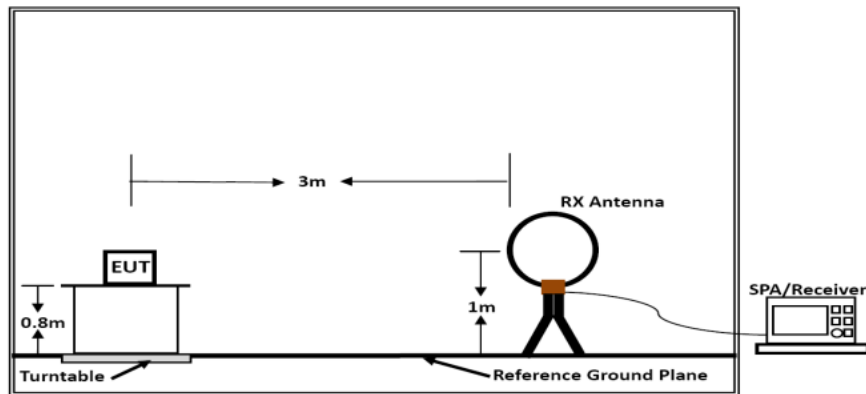 3m
RX Antenna
EUT
SPA/Receiver
0.8m
1m
Turntable
Reference Ground Plane